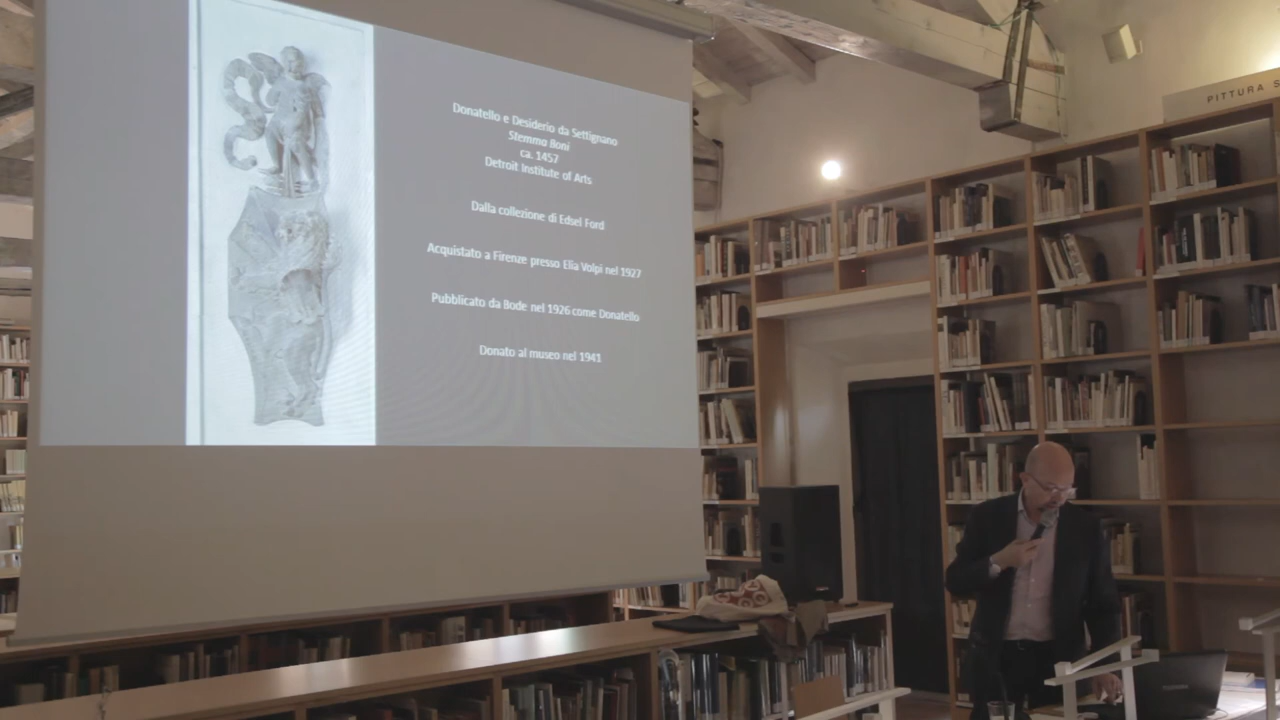 Donatello e Desiderio da Settignano
Stemma Boni
ca. 1457
Detroit Institute of Arts
Dalla collezione di Edsel Ford
Acquistato a Firenze presso Elia Volpi nel 1927
Pubblicato da Bode nel 1926 come Donatello
Donato al museo nel 1941
PITTURA S